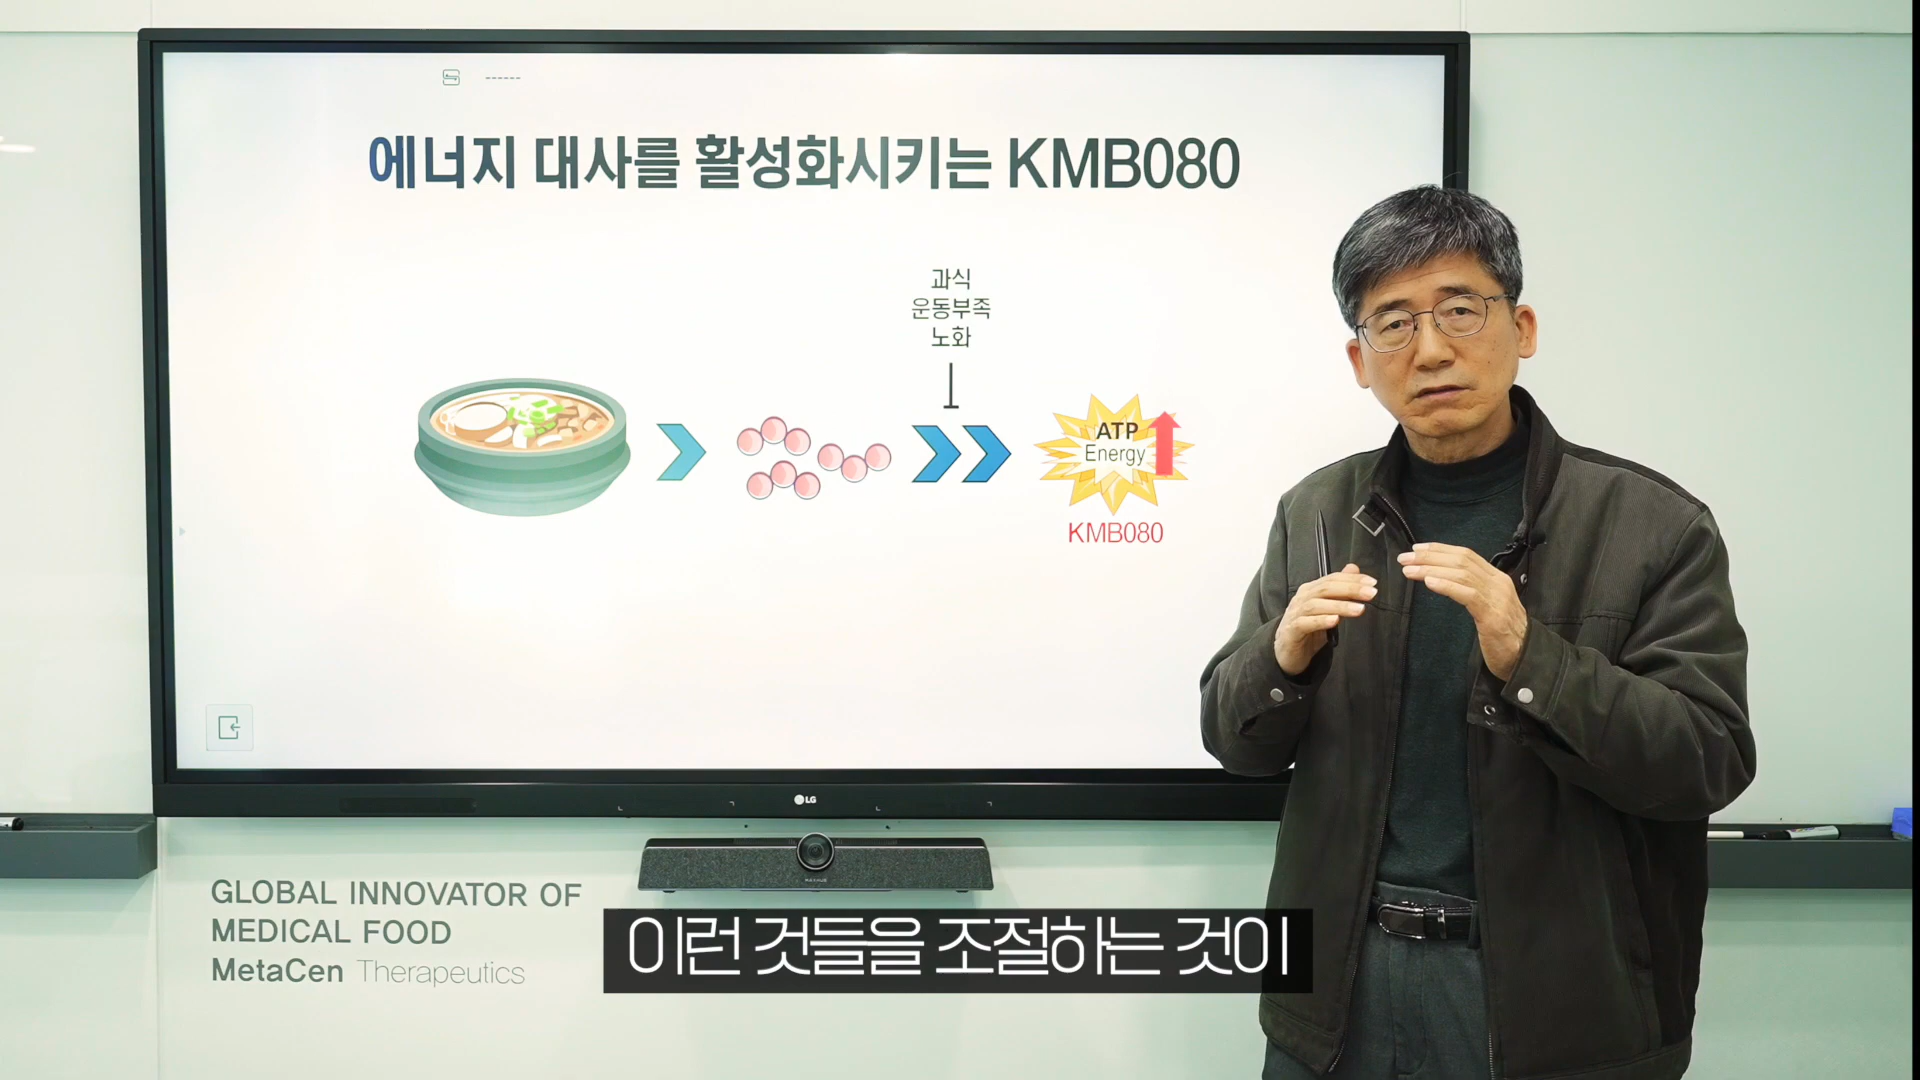 ------
에너지 대사를 활성화시키는 KMB080
과식
운동부족
노화
ATP
Energy
KMB080
LG
GLOBAL INNOVATOR OF
MEDICAL FOOD
MetaCen Therapeutics
이런 것들을 조절하는 것이